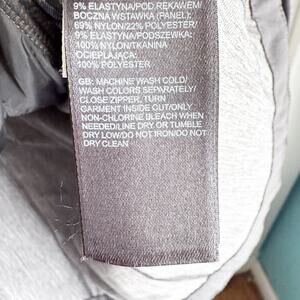 9% ELASTYNA/POD.RĘKAWEM/
BOCZNA WSTAWKA (PANEL):
69% NYLON/22% POLYESTER/
9% ELASTYNA/PODSZEWKA:
100% NYLON/TKANINA
OCIEPLAJĄCA:
100% POLYESTER
GB: MACHINE WASH COLD/
WASH COLORS SEPARATELY/
CLOSE ZIPPER, TURN
GARMENT INSIDE OUT/ONLY
NON-CHLORINE BLEACH WHEN
NEEDED/LINE DRY OR TUMBLE
DRY LOW/DO NOT IRON/DO NOT
DRY CLEAN